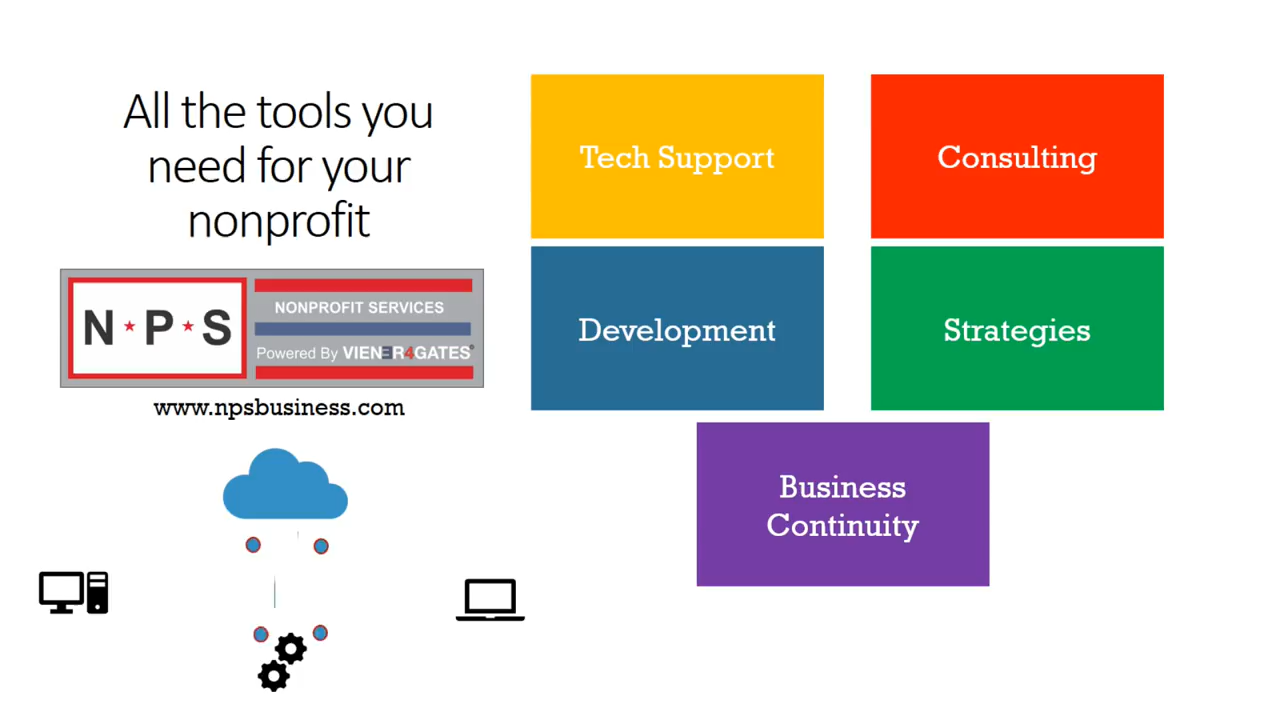 All the tools you
need for your
nonprofit
N★P★S
NONPROFIT SERVICES
Powered By VIENER4GATES®
www.npsbusiness.com
Tech Support
Consulting
Development
Strategies
Business
Continuity